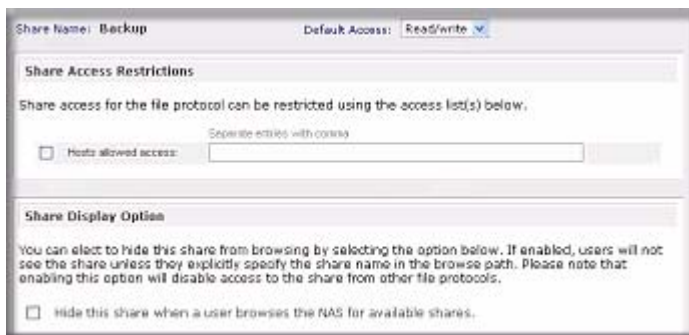 Share Name: Backup Default Access: Read/write
Share Access Restrictions
Share access for the file protocol can be restricted using the access list(s) below.
Separate entries with comma
Hosts allowed access:
Share Display Option
You can elect to hide this share from browsing by selecting the option below. If enabled, users will not
see the share unless they explicitly specify the share name in the browse path. Please note that
enabling this option will disable access to the share from other file protocols.
Hide this share when a user browses the NAS for available shares.